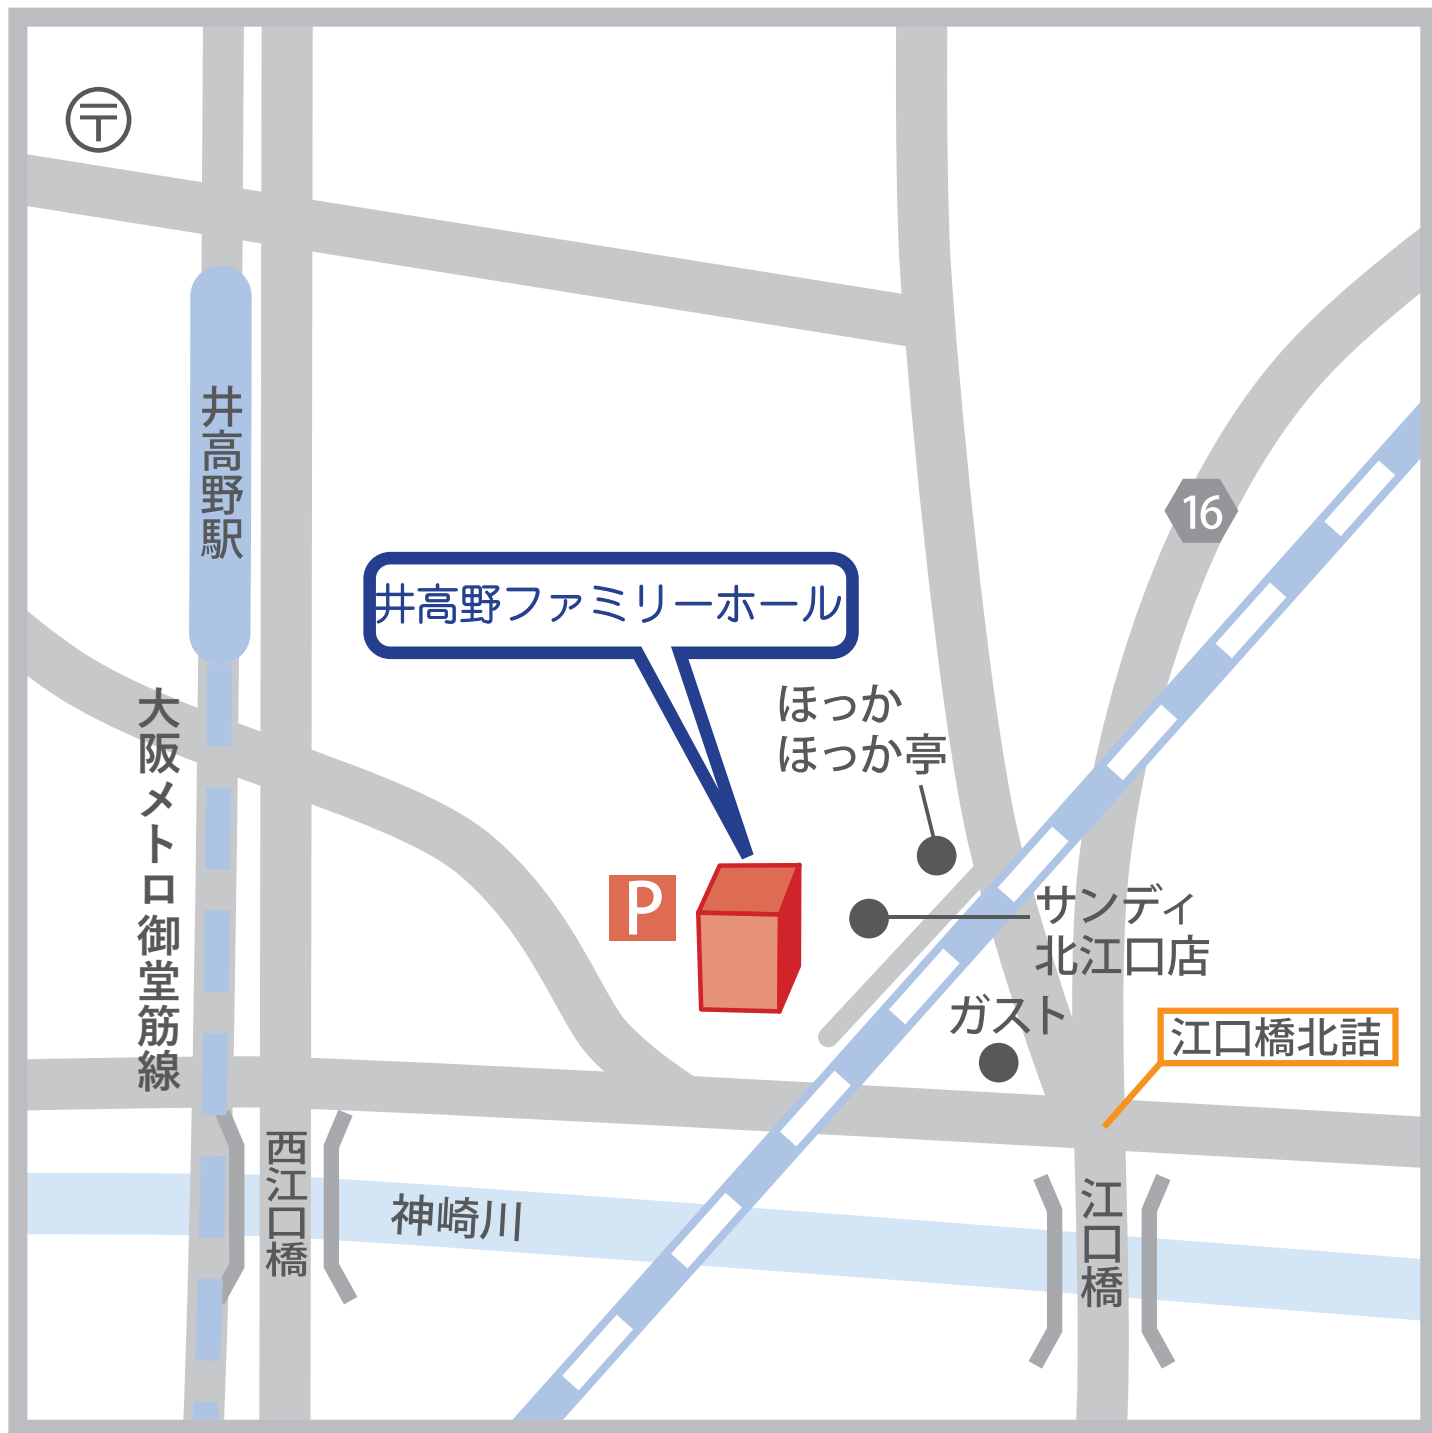 〒
井高野駅
16
井高野ファミリーホール
ほっか
ほっか亭
大阪メトロ御堂筋線
P
サンディ
北江口店
ガスト
江口橋北詰
西江口橋
神崎川
江口橋